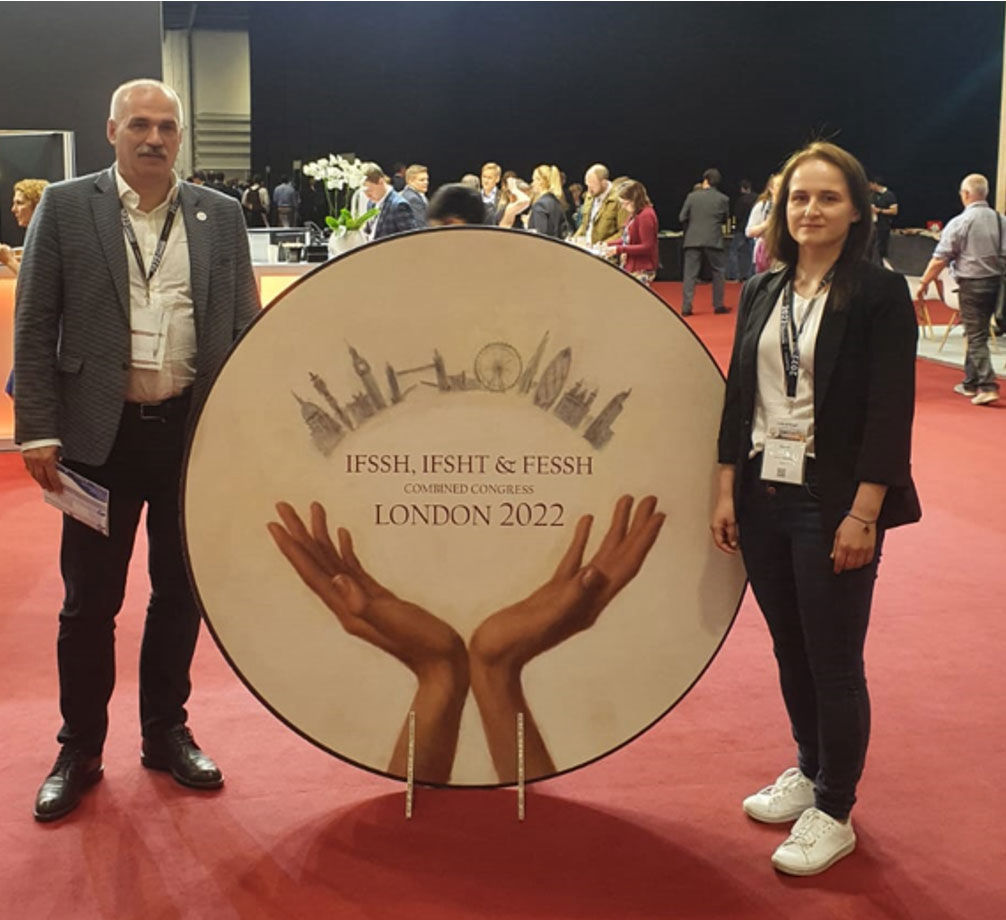 IFSSH, IFSHT & FESSH
COMBINED CONGRESS
LONDON 2022